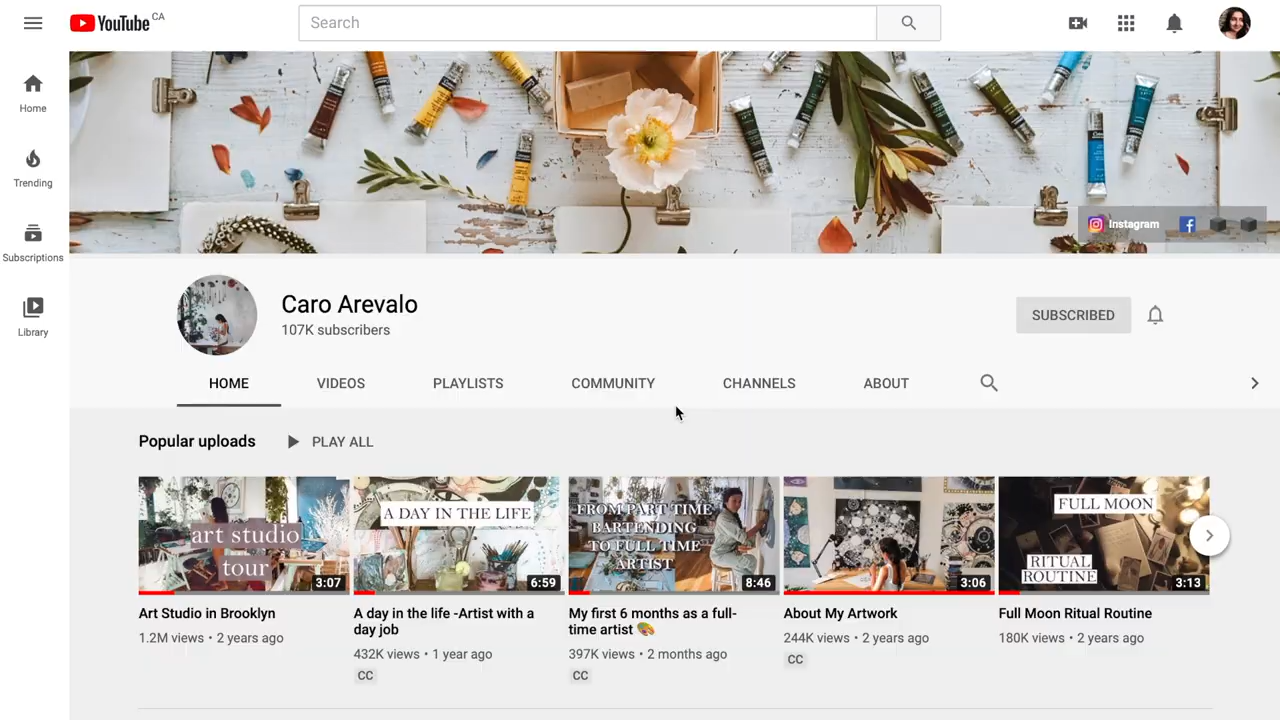 YouTube CA
Search
Home
Trending
Subscriptions
Library
Instagram
Caro Arevalo
107K subscribers
SUBSCRIBED
HOME VIDEOS PLAYLISTS COMMUNITY CHANNELS ABOUT
Popular uploads PLAY ALL
art studio
tour
3:07
Art Studio in Brooklyn
1.2M views • 2 years ago
A DAY IN THE LIFE
6:59
A day in the life -Artist with a
day job
432K views • 1 year ago
CC
FROM PART TIME
BARTENDING
TO FULL TIME
ARTIST
8:46
My first 6 months as a full-
time artist 🎨
397K views • 2 months ago
CC
3:06
About My Artwork
244K views • 2 years ago
CC
FULL MOON
RITUAL
ROUTINE
3:13
Full Moon Ritual Routine
180K views • 2 years ago